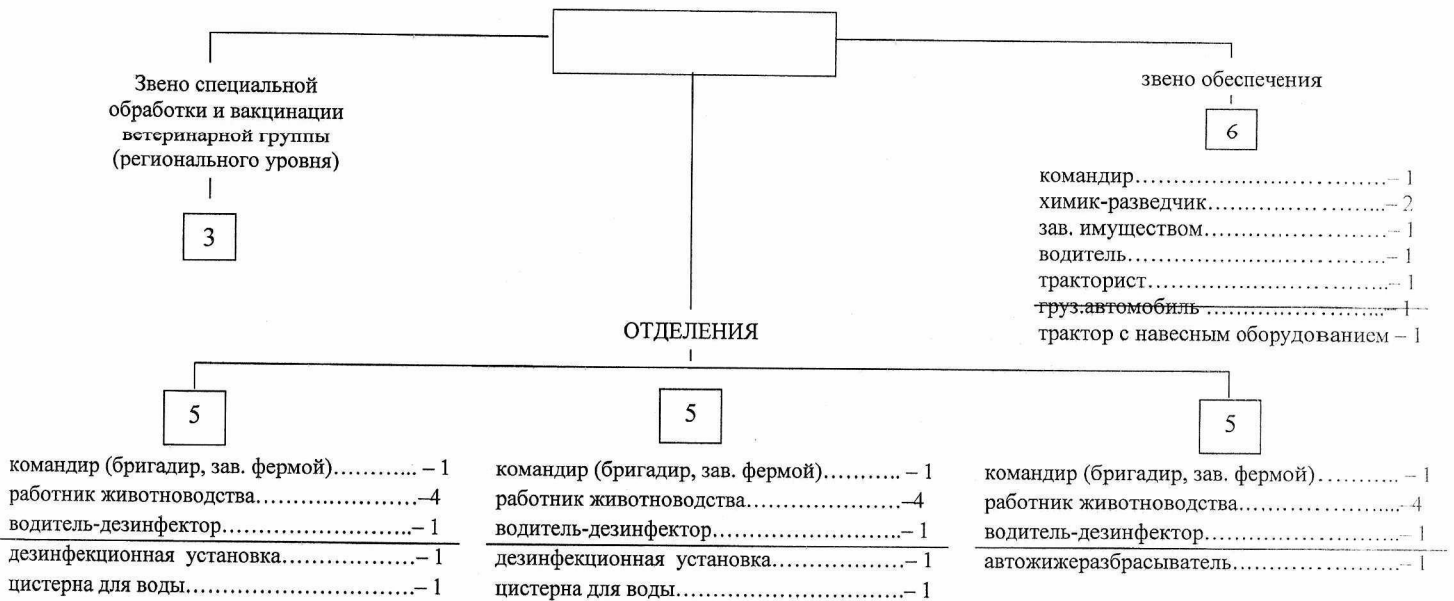 Звено специальной
обработки и вакцинации
ветеринарной группы
(регионального уровня)
3
звено обеспечения
6
командир………………………………– 1
химик-разведчик………………………– 2
зав. имуществом………………………– 1
водитель………………………………– 1
тракторист……………………………– 1
груз.автомобиль………………………– 1
трактор с навесным оборудованием – 1
ОТДЕЛЕНИЯ
5
командир (бригадир, зав. фермой)……….. – 1
работник животноводства…………………–4
водитель-дезинфектор……………………..– 1
дезинфекционная установка………………– 1
цистерна для воды…………………………– 1
5
командир (бригадир, зав. фермой)……….. – 1
работник животноводства…………………–4
водитель-дезинфектор……………………..– 1
дезинфекционная установка………………– 1
цистерна для воды…………………………– 1
5
командир (бригадир, зав. фермой)……….. – 1
работник животноводства…………………–4
водитель-дезинфектор……………………..– 1
автожижеразбрасыватель…………………– 1